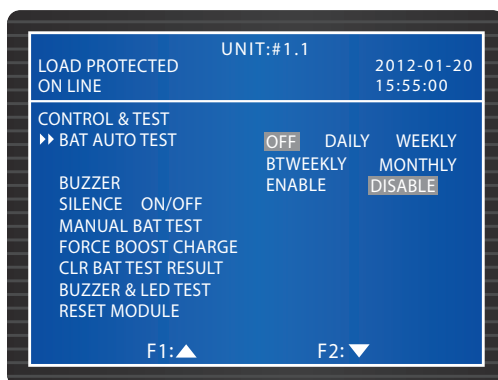 UNIT:#1.1
LOAD PROTECTED 2012-01-20
ON LINE 15:55:00
CONTROL & TEST
BAT AUTO TEST OFF DAILY WEEKLY
BTWEEKLY MONTHLY
BUZZER ENABLE DISABLE
SILENCE ON/OFF
MANUAL BAT TEST
FORCE BOOST CHARGE
CLR BAT TEST RESULT
BUZZER & LED TEST
RESET MODULE
F1:▲ F2:▼